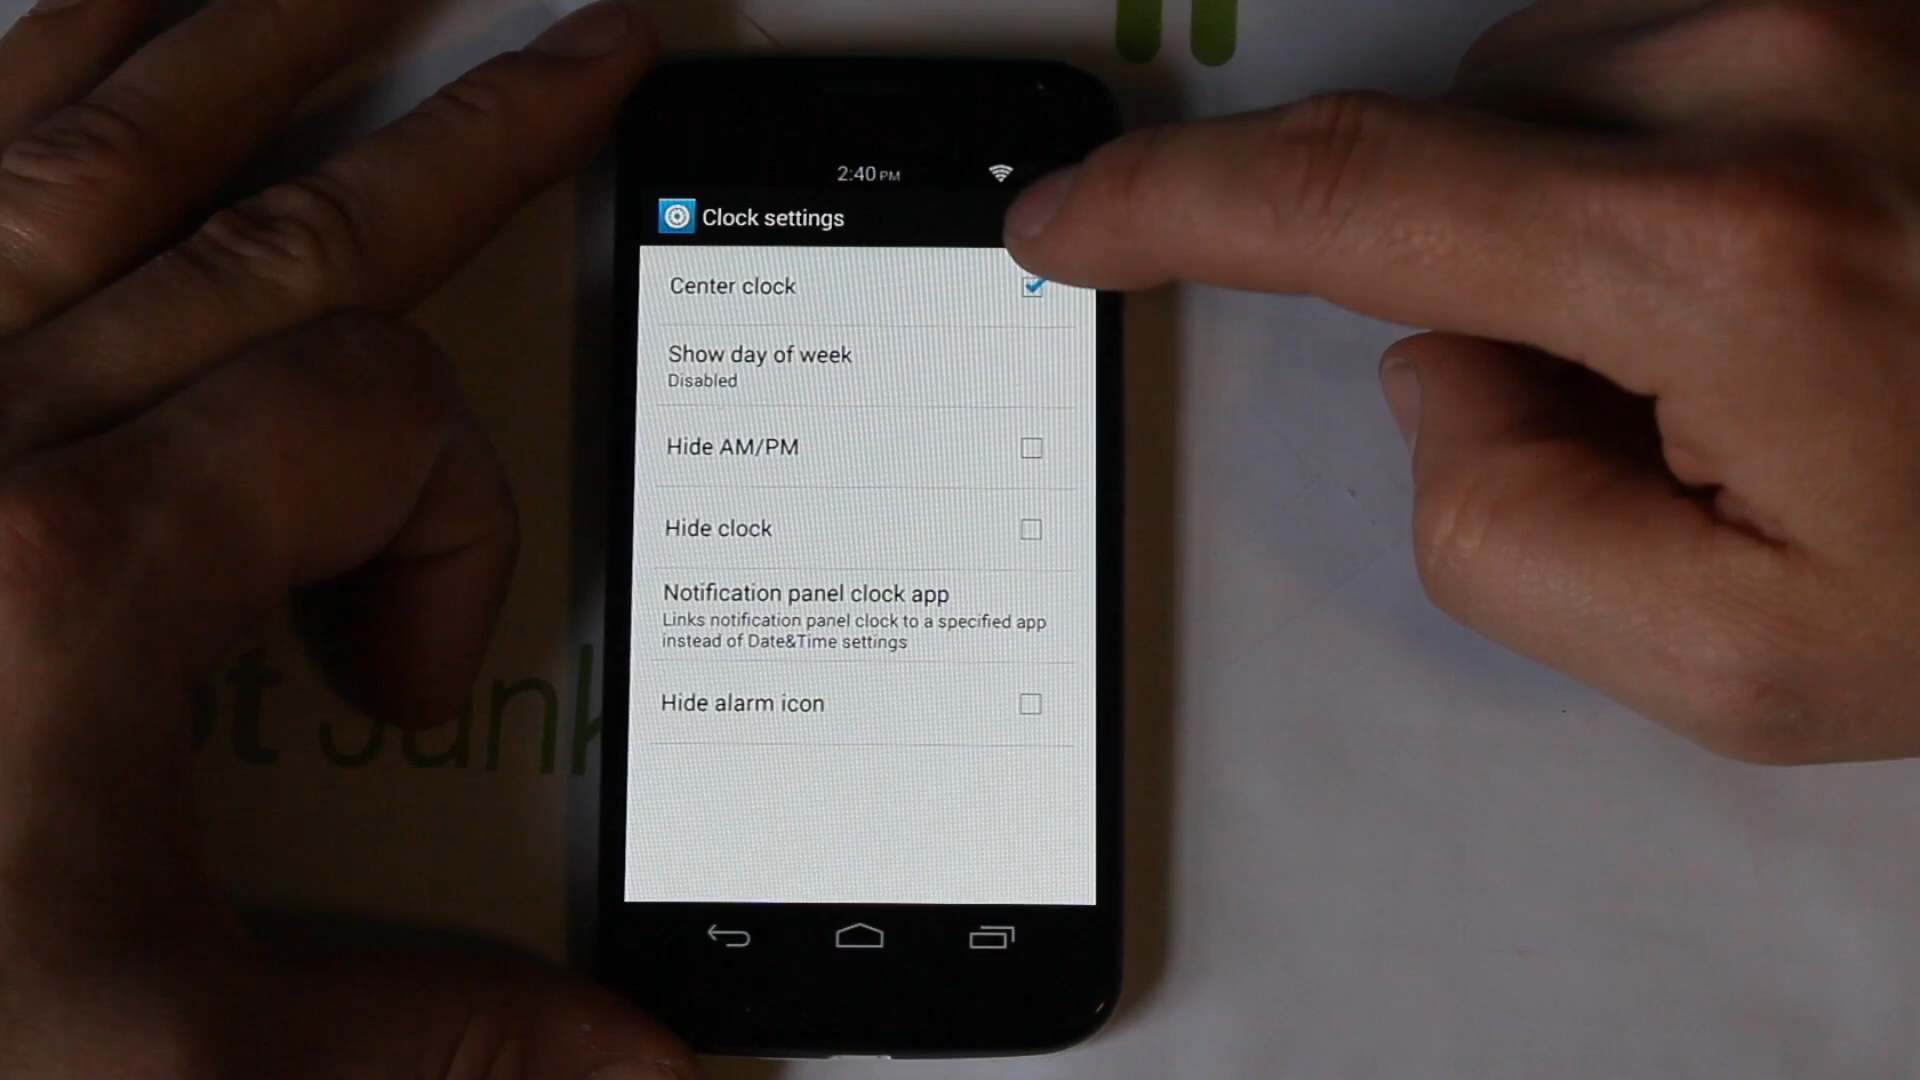 2:40 PM
Clock settings
Center clock
Show day of week
Disabled
Hide AM/PM
Hide clock
Notification panel clock app
Links notification panel clock to a specified app
instead of Date&Time settings
Hide alarm icon